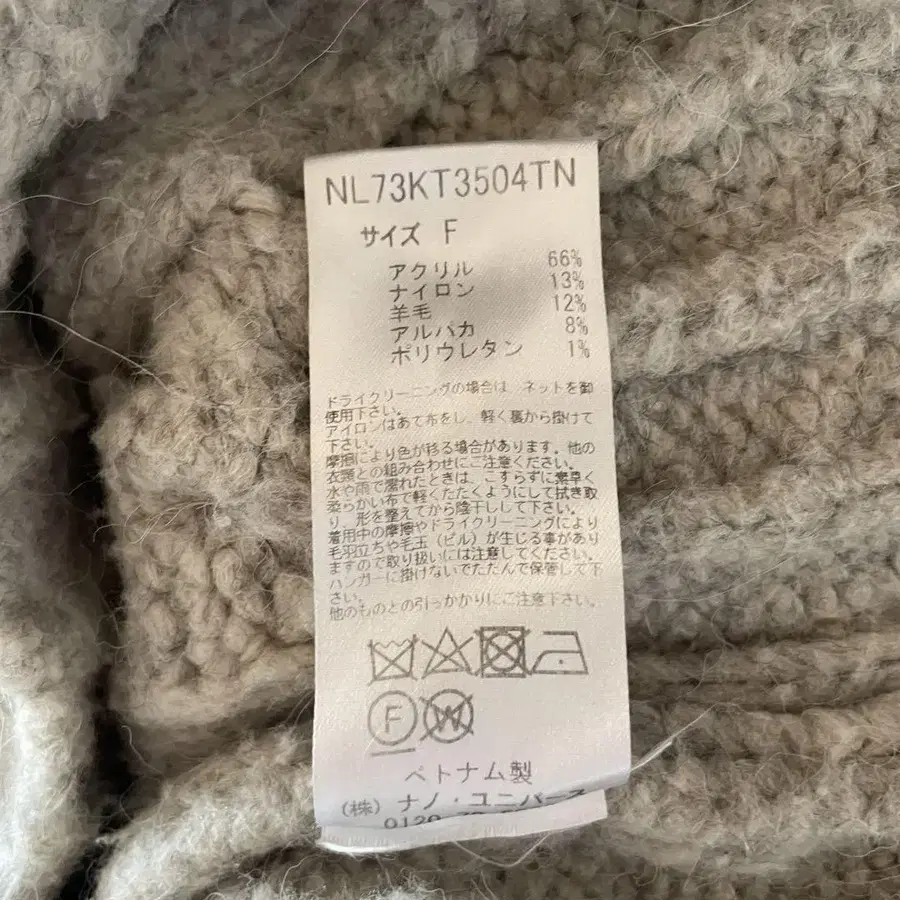 NL73KT3504TN
サイズ F
アクリル 66%
ナイロン 13%
羊毛 12%
アルパカ 8%
ポリウレタン 1%
ドライクリーニングの場合は、ネットを御
使用下さい。
アイロンはあて布をし、軽く裏から掛けて
下さい。
摩擦により色が移る場合があります。他の
衣類との組み合わせにご注意ください。
水や雨で濡れたときは、こすらずに素早く
柔らかい布で軽くたたくようにして拭き取
り、形を整えてから陰干しして下さい。
着用中の摩擦やドライクリーニングにより
毛羽立ちや毛玉（ピル）が生じる事があり
ますので取り扱いには注意してください。
ハンガーに掛けないでたたんで保管して下
さい。
他のものとの引っかかりにご注意下さい。
F W
ベトナム製
（株）ナノ・ユニバース
0120